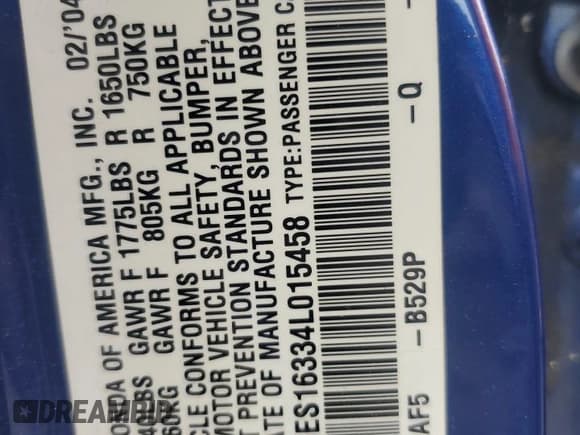 ONDA OF AMERICA MFG., INC. 02/'04
GAWR F 1775LBS R 1650LBS
GAWR F 805KG R 750KG
CLE CONFORMS TO ALL APPLICABLE
MOTOR VEHICLE SAFETY, BUMPER,
T PREVENTION STANDARDS IN EFFECT
ATE OF MANUFACTURE SHOWN ABOVE
ES16334L015458 TYPE:PASSENGER CA
AF5 -B529P -Q
DREAMBID